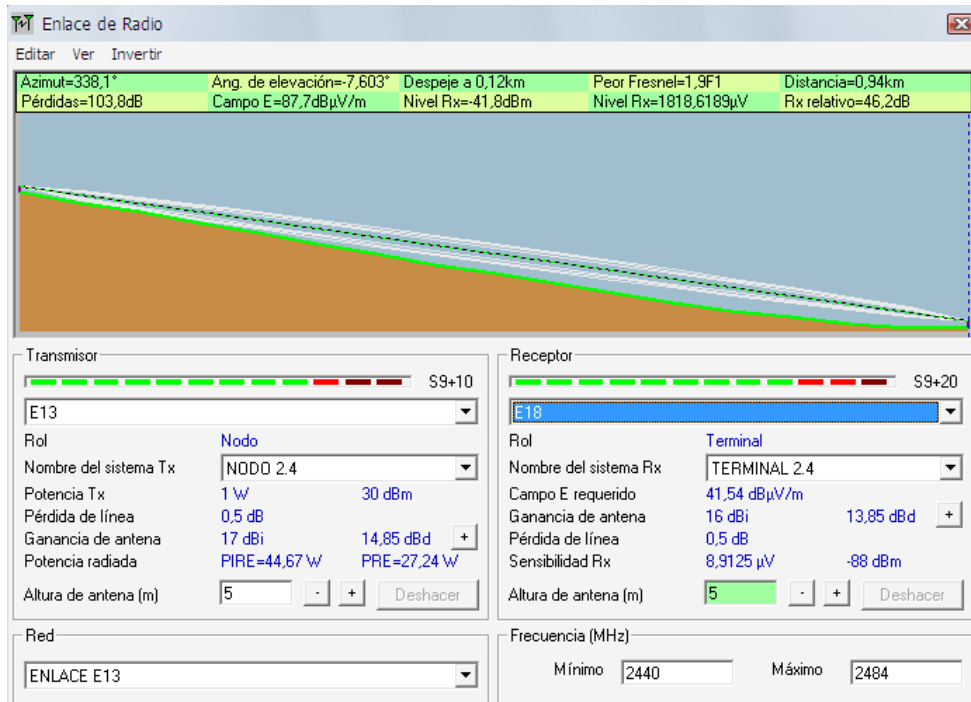 Enlace de Radio
Editar Ver Invertir
Azimut=338,1° Ang. de elevación=-7,603° Despeje a 0,12km Peor Fresnel=1,9F1 Distancia=0,94km
Pérdidas=103,8dB Campo E=87,7dBµV/m Nivel Rx=-41,8dBm Nivel Rx=1818,6189µV Rx relativo=46,2dB
Transmisor
S9+10
E13
Rol Nodo
Nombre del sistema Tx NODO 2.4
Potencia Tx 1 W 30 dBm
Pérdida de línea 0,5 dB
Ganancia de antena 17 dBi 14,85 dBd +
Potencia radiada PIRE=44,67 W PRE=27,24 W
Altura de antena (m) 5 - + Deshacer
Receptor
S9+20
E18
Rol Terminal
Nombre del sistema Rx TERMINAL 2.4
Campo E requerido 41,54 dBµV/m
Ganancia de antena 16 dBi 13,85 dBd +
Pérdida de línea 0,5 dB
Sensibilidad Rx 8,9125 µV -88 dBm
Altura de antena (m) 5 - + Deshacer
Red
ENLACE E13
Frecuencia (MHz)
Mínimo 2440 Máximo 2484